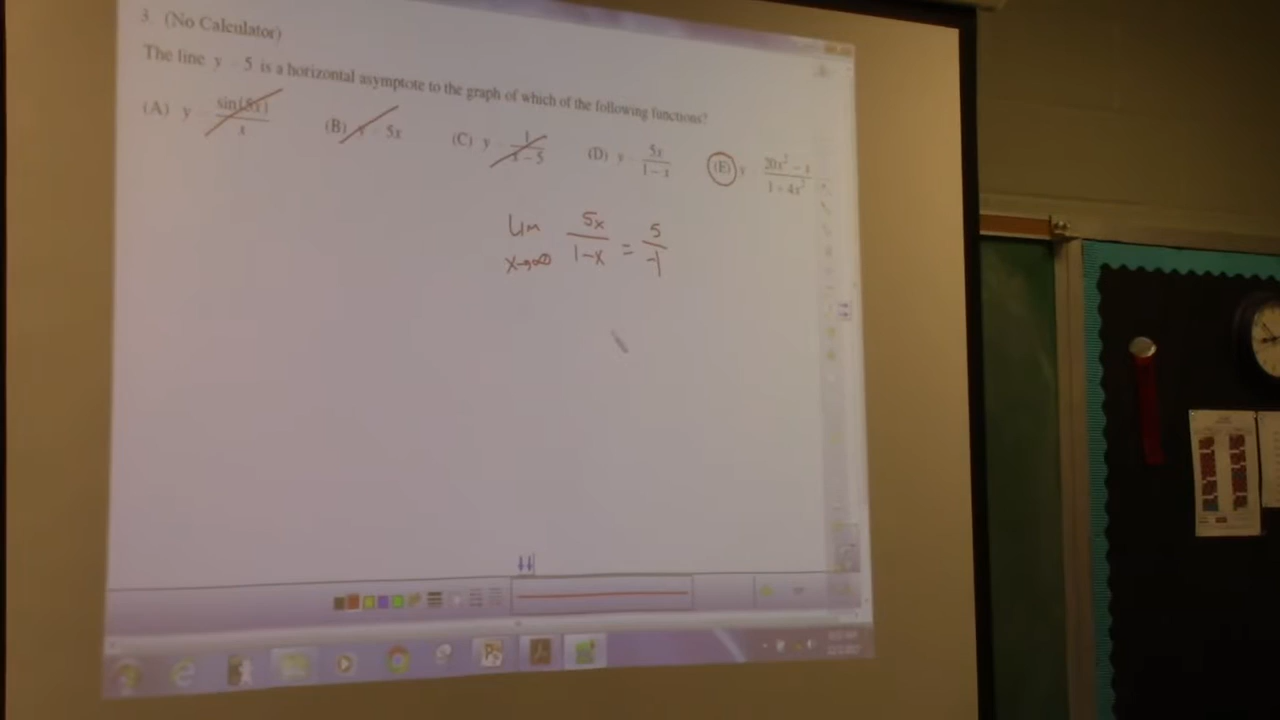 3. (No Calculator)
The line y = 5 is a horizontal asymptote to the graph of which of the following functions?
(A) y = sin(5x) / x (B) y = 5x (C) y = 1 / x − 5 (D) y = 5x / 1 − x (E) y = 20x² − x / 1 + 4x²
lim x→∞ 5x / 1−x = 5 / −1